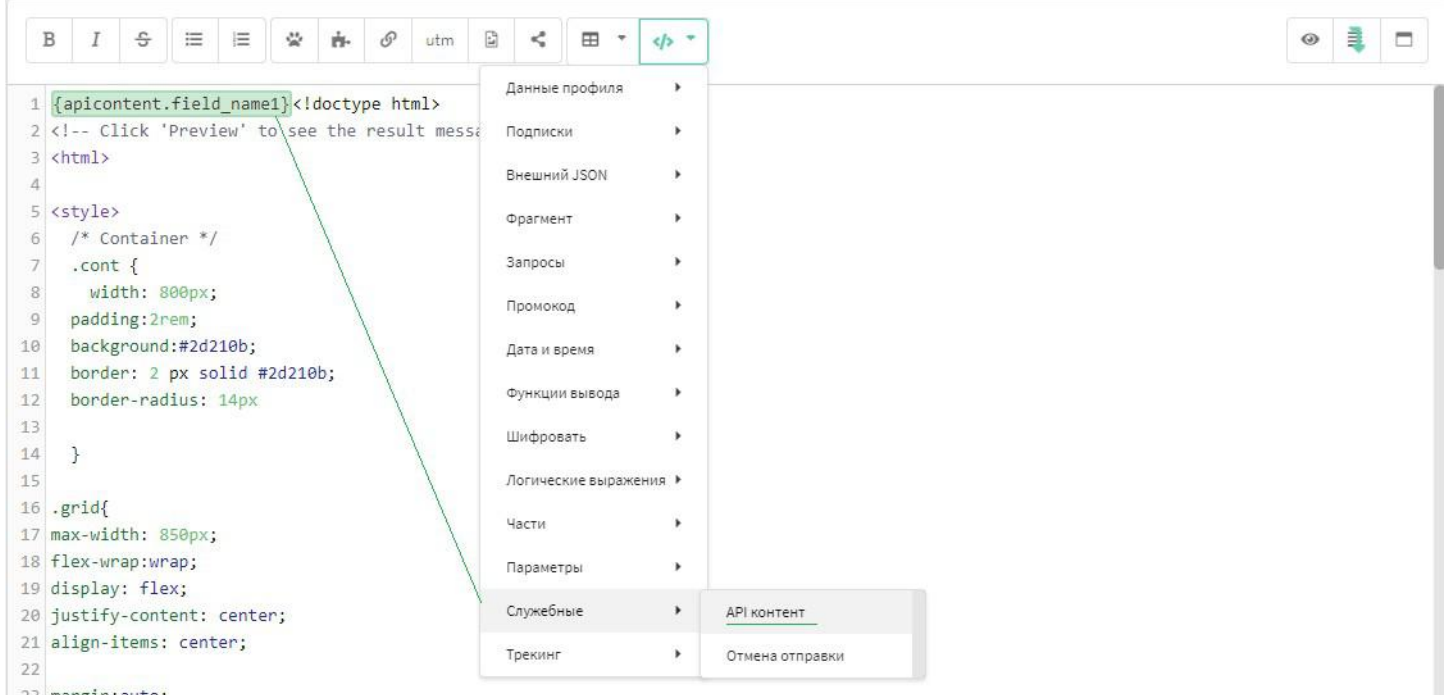 B I S utm </>
Данные профиля
Подписки
Внешний JSON
Фрагмент
Запросы
Промокод
Дата и время
Функции вывода
Шифровать
Логические выражения
Части
Параметры
Служебные
Трекинг
API контент
Отмена отправки
1 {apicontent.field_name1}<!doctype html>
2 <!-- Click 'Preview' to see the result messa
3 <html>
4
5 <style>
6 /* Container */
7 .cont {
8 width: 800px;
9 padding:2rem;
10 background:#2d210b;
11 border: 2 px solid #2d210b;
12 border-radius: 14px
13
14 }
15
16 .grid{
17 max-width: 850px;
18 flex-wrap:wrap;
19 display: flex;
20 justify-content: center;
21 align-items: center;
22
23 margin:auto;